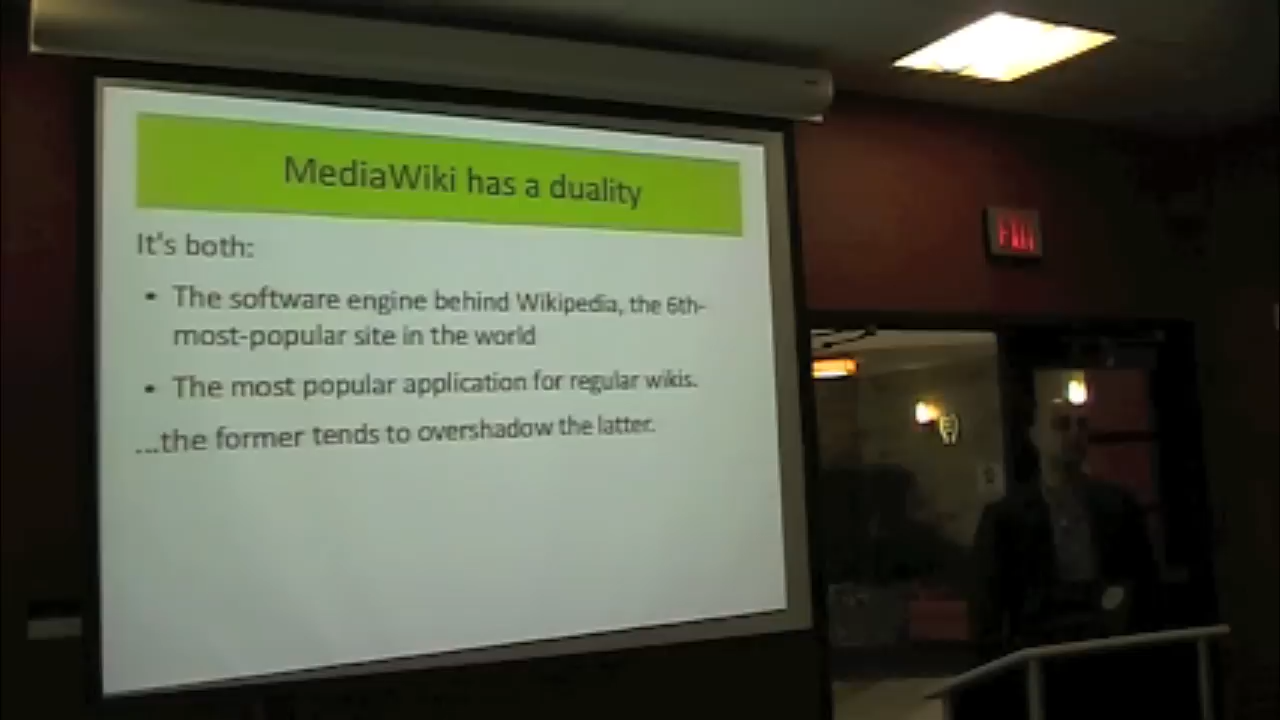 MediaWiki has a duality
It's both:
• The software engine behind Wikipedia, the 6th-
most-popular site in the world
• The most popular application for regular wikis.
...the former tends to overshadow the latter.
EXIT